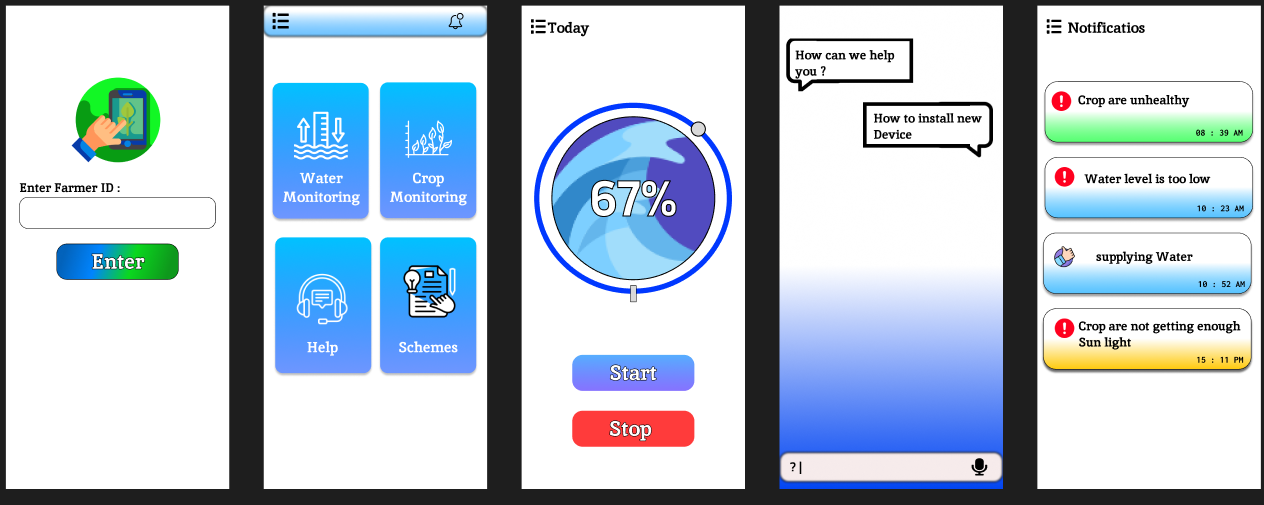 Enter Farmer ID :
Enter
Water
Monitoring
Crop
Monitoring
Help
Schemes
Today
67%
Start
Stop
How can we help
you ?
How to install new
Device
?|
Notificatios
Crop are unhealthy
08 : 39 AM
Water level is too low
10 : 23 AM
supplying Water
10 : 52 AM
Crop are not getting enough
Sun light
15 : 11 PM